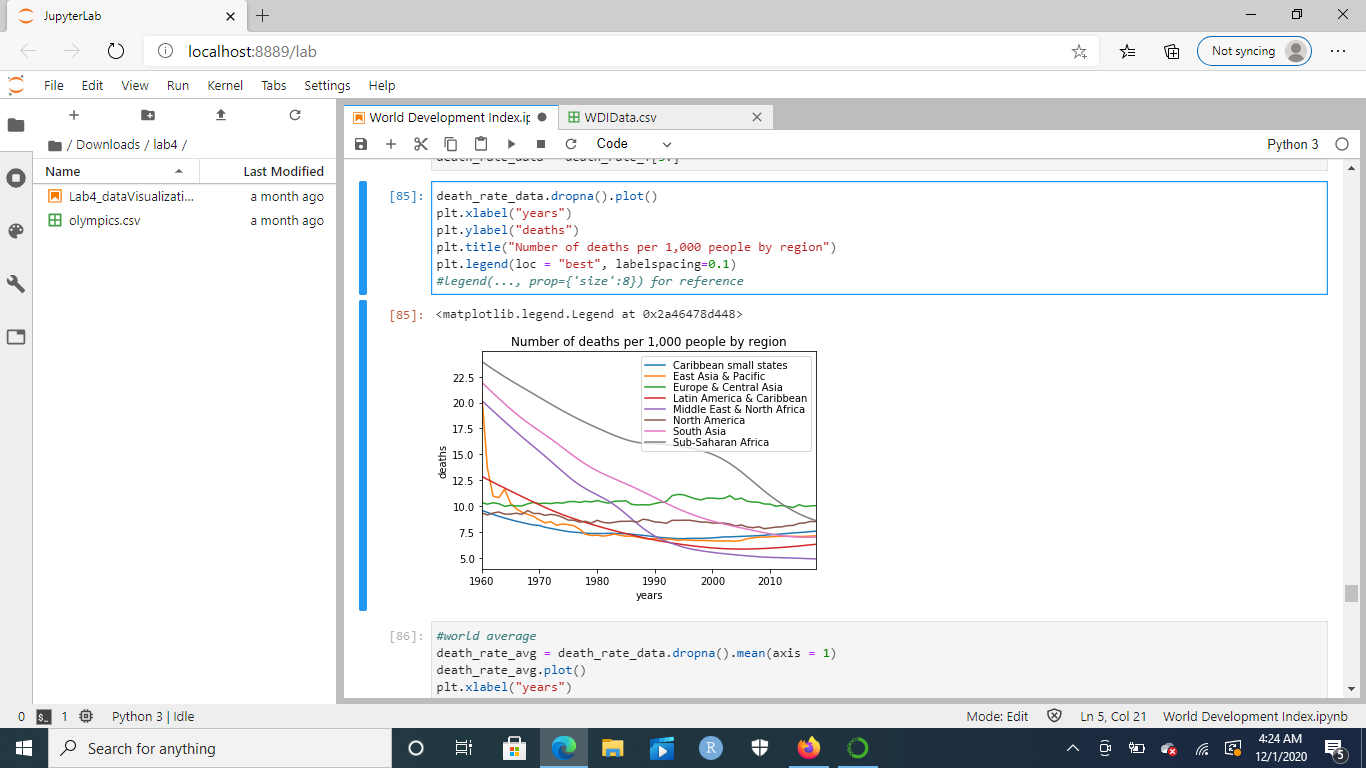 JupyterLab
localhost:8889/lab
Not syncing
File Edit View Run Kernel Tabs Settings Help
World Development Index.ip
WDIData.csv
/ Downloads / lab4 /
Code
Python 3
Name Last Modified
Lab4_dataVisualizati... a month ago
olympics.csv a month ago
[85]:
death_rate_data.dropna().plot()
plt.xlabel("years")
plt.ylabel("deaths")
plt.title("Number of deaths per 1,000 people by region")
plt.legend(loc = "best", labelspacing=0.1)
#legend(..., prop={'size':8}) for reference
[85]: <matplotlib.legend.Legend at 0x2a46478d448>
Number of deaths per 1,000 people by region
Caribbean small states
East Asia & Pacific
Europe & Central Asia
Latin America & Caribbean
Middle East & North Africa
North America
South Asia
Sub-Saharan Africa
22.5
20.0
17.5
15.0
12.5
10.0
7.5
5.0
deaths
1960 1970 1980 1990 2000 2010
years
[86]:
#world average
death_rate_avg = death_rate_data.dropna().mean(axis = 1)
death_rate_avg.plot()
plt.xlabel("years")
0 $_ 1 Python 3 | Idle
Mode: Edit Ln 5, Col 21 World Development Index.ipynb
Search for anything
R
4:24 AM
12/1/2020
5